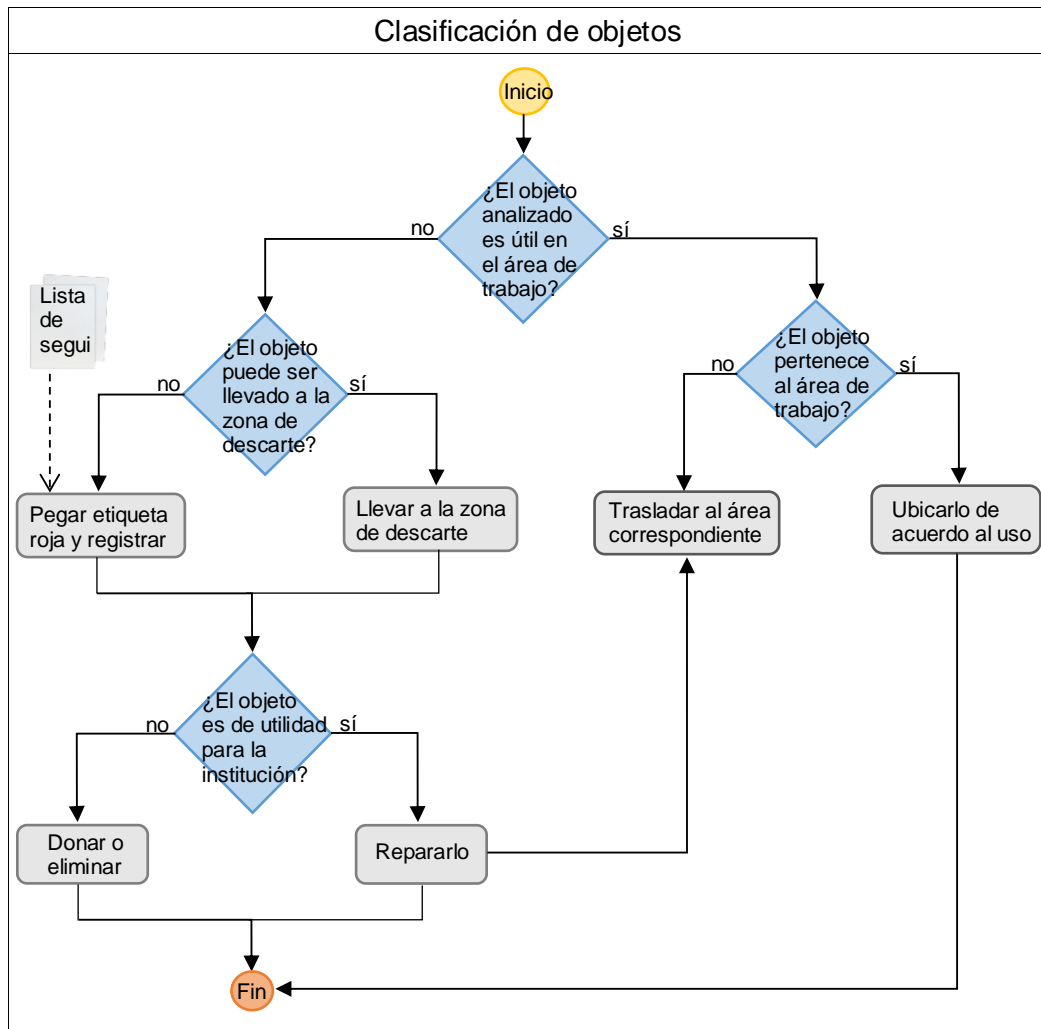 Clasificación de objetos
Inicio
¿El objeto
analizado
es útil en
el área de
trabajo?
no
sí
Lista
de
segui
¿El objeto
puede ser
llevado a la
zona de
descarte?
no
sí
¿El objeto
pertenece
al área de
trabajo?
no
sí
Pegar etiqueta
roja y registrar
Llevar a la zona
de descarte
Trasladar al área
correspondiente
Ubicarlo de
acuerdo al uso
¿El objeto
es de utilidad
para la
institución?
no
sí
Donar o
eliminar
Repararlo
Fin